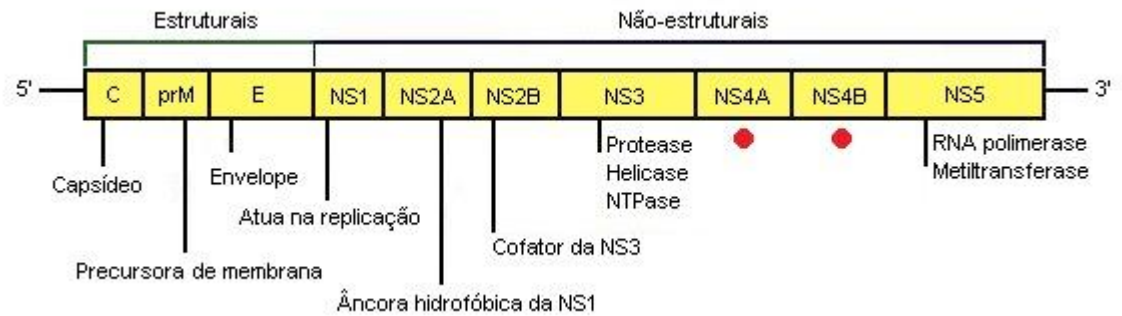 Estruturais Não-estruturais
5' C prM E NS1 NS2A NS2B NS3 NS4A NS4B NS5 3'
Capsídeo
Precursora de membrana
Envelope
Atua na replicação
Âncora hidrofóbica da NS1
Cofator da NS3
Protease
Helicase
NTPase
RNA polimerase
Metiltransferase